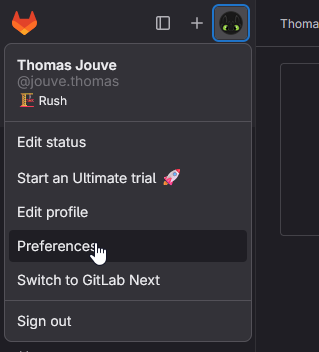 Thomas Jouve
@jouve.thomas
Rush
Edit status
Start an Ultimate trial 🚀
Edit profile
Preferences
Switch to GitLab Next
Sign out
Thoma